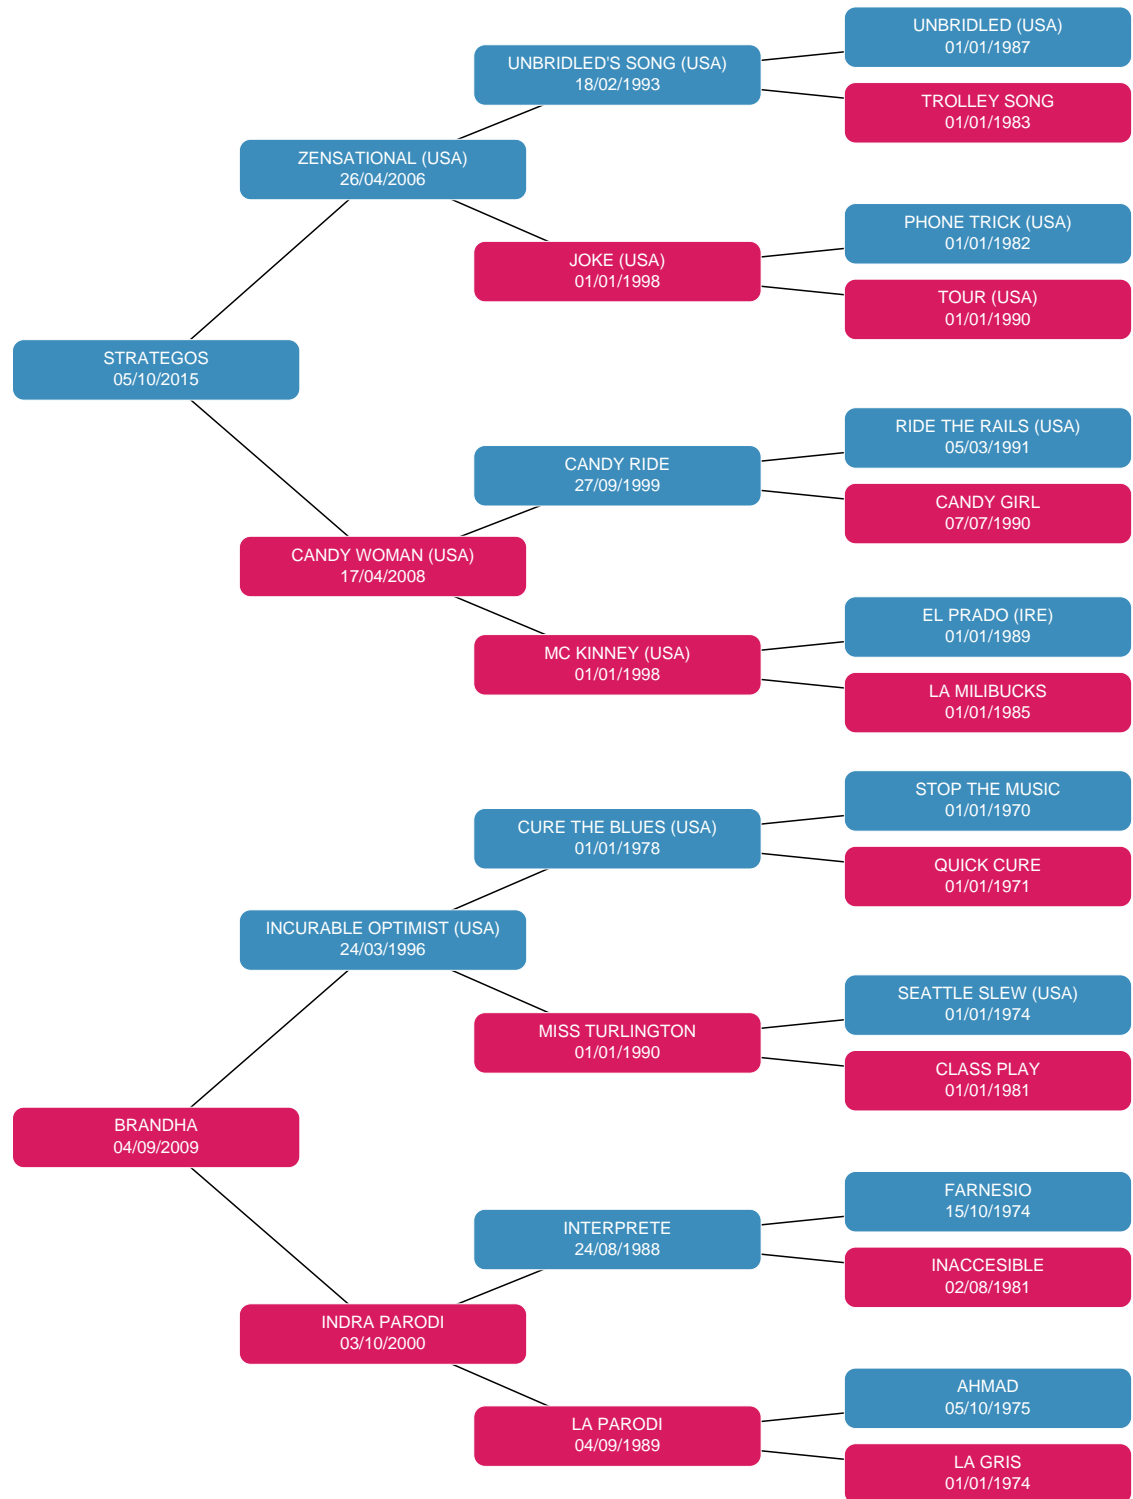 UNBRIDLED (USA)
01/01/1987
UNBRIDLED'S SONG (USA)
18/02/1993
TROLLEY SONG
01/01/1983
ZENSATIONAL (USA)
26/04/2006
PHONE TRICK (USA)
01/01/1982
JOKE (USA)
01/01/1998
TOUR (USA)
01/01/1990
STRATEGOS
05/10/2015
RIDE THE RAILS (USA)
05/03/1991
CANDY RIDE
27/09/1999
CANDY GIRL
07/07/1990
CANDY WOMAN (USA)
17/04/2008
EL PRADO (IRE)
01/01/1989
MC KINNEY (USA)
01/01/1998
LA MILIBUCKS
01/01/1985
STOP THE MUSIC
01/01/1970
CURE THE BLUES (USA)
01/01/1978
QUICK CURE
01/01/1971
INCURABLE OPTIMIST (USA)
24/03/1996
SEATTLE SLEW (USA)
01/01/1974
MISS TURLINGTON
01/01/1990
CLASS PLAY
01/01/1981
BRANDHA
04/09/2009
FARNESIO
15/10/1974
INTERPRETE
24/08/1988
INACCESIBLE
02/08/1981
INDRA PARODI
03/10/2000
AHMAD
05/10/1975
LA PARODI
04/09/1989
LA GRIS
01/01/1974